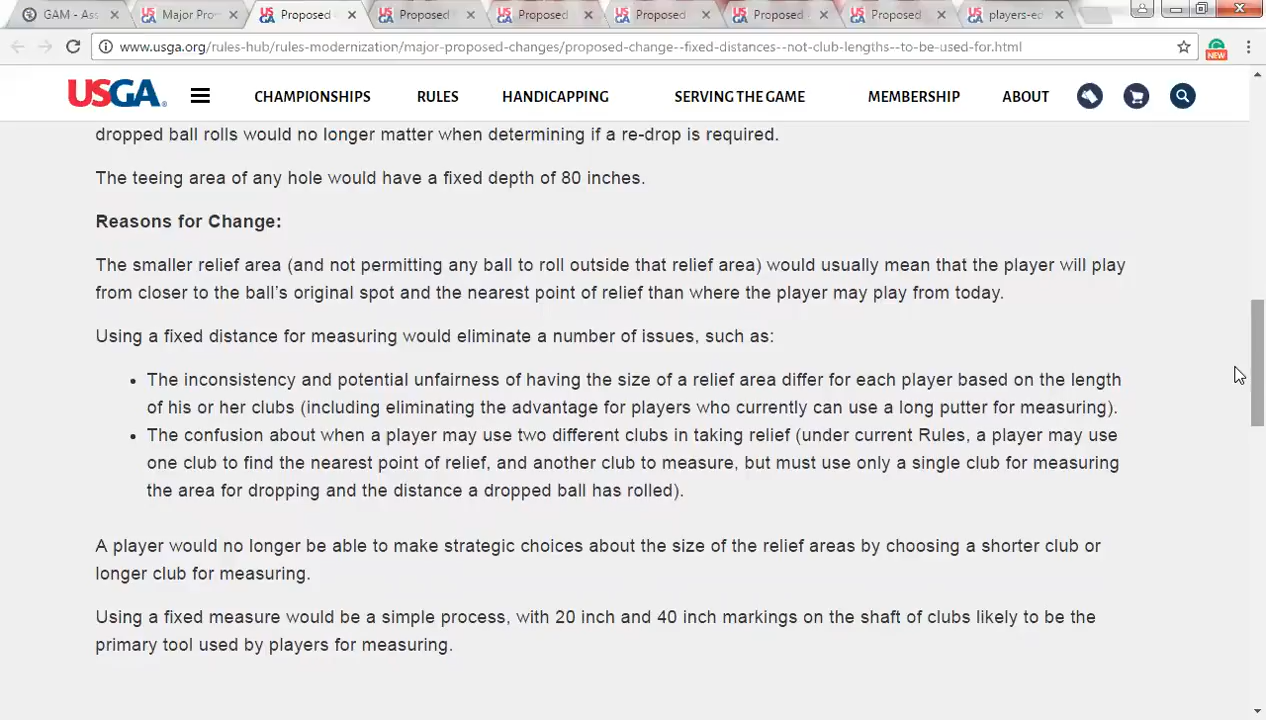 GAM - Ass
Major Pro
Proposed
Proposed
Proposed
Proposed
Proposed
Proposed
players-ed
www.usga.org/rules-hub/rules-modernization/major-proposed-changes/proposed-change--fixed-distances--not-club-lengths--to-be-used-for.html
NEW
USGA
CHAMPIONSHIPS
RULES
HANDICAPPING
SERVING THE GAME
MEMBERSHIP
ABOUT
dropped ball rolls would no longer matter when determining if a re-drop is required.
The teeing area of any hole would have a fixed depth of 80 inches.
Reasons for Change:
The smaller relief area (and not permitting any ball to roll outside that relief area) would usually mean that the player will play
from closer to the ball’s original spot and the nearest point of relief than where the player may play from today.
Using a fixed distance for measuring would eliminate a number of issues, such as:
• The inconsistency and potential unfairness of having the size of a relief area differ for each player based on the length
of his or her clubs (including eliminating the advantage for players who currently can use a long putter for measuring).
• The confusion about when a player may use two different clubs in taking relief (under current Rules, a player may use
one club to find the nearest point of relief, and another club to measure, but must use only a single club for measuring
the area for dropping and the distance a dropped ball has rolled).
A player would no longer be able to make strategic choices about the size of the relief areas by choosing a shorter club or
longer club for measuring.
Using a fixed measure would be a simple process, with 20 inch and 40 inch markings on the shaft of clubs likely to be the
primary tool used by players for measuring.